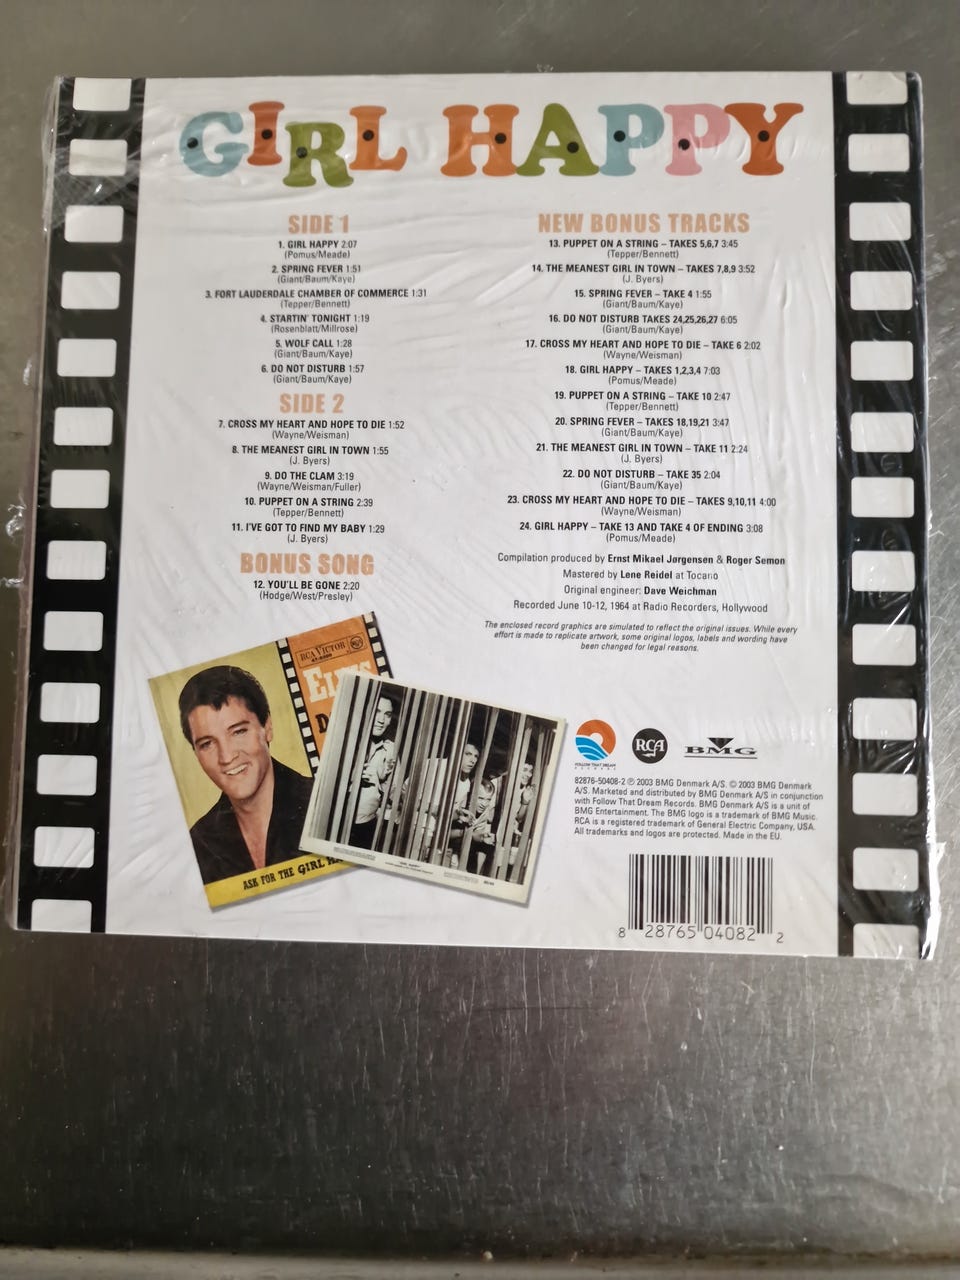 GIRL HAPPY
SIDE 1
1. GIRL HAPPY 2:07
(Pomus/Meade)
2. SPRING FEVER 1:51
(Giant/Baum/Kaye)
3. FORT LAUDERDALE CHAMBER OF COMMERCE 1:31
(Tepper/Bennett)
4. STARTIN' TONIGHT 1:19
(Rosenblatt/Millrose)
5. WOLF CALL 1:28
(Giant/Baum/Kaye)
6. DO NOT DISTURB 1:57
(Giant/Baum/Kaye)
SIDE 2
7. CROSS MY HEART AND HOPE TO DIE 1:52
(Wayne/Weisman)
8. THE MEANEST GIRL IN TOWN 1:55
(J. Byers)
9. DO THE CLAM 3:19
(Wayne/Weisman/Fuller)
10. PUPPET ON A STRING 2:39
(Tepper/Bennett)
11. I'VE GOT TO FIND MY BABY 1:29
(J. Byers)
BONUS SONG
12. YOU'LL BE GONE 2:20
(Hodge/West/Presley)
NEW BONUS TRACKS
13. PUPPET ON A STRING – TAKES 5,6,7 3:45
(Tepper/Bennett)
14. THE MEANEST GIRL IN TOWN – TAKES 7,8,9 3:52
(J. Byers)
15. SPRING FEVER – TAKE 4 1:55
(Giant/Baum/Kaye)
16. DO NOT DISTURB TAKES 24,25,26,27 6:05
(Giant/Baum/Kaye)
17. CROSS MY HEART AND HOPE TO DIE – TAKE 6 2:02
(Wayne/Weisman)
18. GIRL HAPPY – TAKES 1,2,3,4 7:03
(Pomus/Meade)
19. PUPPET ON A STRING – TAKE 10 2:47
(Tepper/Bennett)
20. SPRING FEVER – TAKES 18,19,21 3:47
(Giant/Baum/Kaye)
21. THE MEANEST GIRL IN TOWN – TAKE 11 2:24
(J. Byers)
22. DO NOT DISTURB – TAKE 35 2:04
(Giant/Baum/Kaye)
23. CROSS MY HEART AND HOPE TO DIE – TAKES 9,10,11 4:00
(Wayne/Weisman)
24. GIRL HAPPY – TAKE 13 AND TAKE 4 OF ENDING 3:08
(Pomus/Meade)
Compilation produced by Ernst Mikael Jørgensen & Roger Semon
Mastered by Lene Reidel at Tocano
Original engineer: Dave Weichman
Recorded June 10-12, 1964 at Radio Recorders, Hollywood
The enclosed record graphics are simulated to reflect the original issues. While every
effort is made to replicate artwork, some original logos, labels and wording have
been changed for legal reasons.
RCA VICTOR
ELVIS
ASK FOR THE GIRL HA
FOLLOW THAT DREAM
RECORDS
RCA
BMG
82876-50408-2 ℗ 2003 BMG Denmark A/S. © 2003 BMG Denmark
A/S. Marketed and distributed by BMG Denmark A/S in conjunction
with Follow That Dream Records. BMG Denmark A/S is a unit of
BMG Entertainment. The BMG logo is a trademark of BMG Music.
RCA is a registered trademark of General Electric Company, USA.
All trademarks and logos are protected. Made in the EU.
8 28765 04082 2